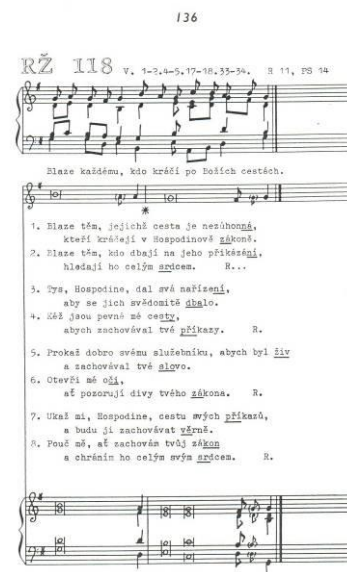 136
RŽ 118 V. 1-2.4-5.17-18.33-34. R 11, PS 14
Blaze každému, kdo kráčí po Božích cestách.
*
1. Blaze těm, jejichž cesta je nezúhonná,
kteří kráčejí v Hospodinově zákoně.
2. Blaze těm, kdo dbají na jeho přikázání,
hledají ho celým srdcem. R...
3. Tys, Hospodine, dal svá nařízení,
aby se jich svědomitě dbalo.
4. Kéž jsou pevné mé cesty,
abych zachovával tvé příkazy. R.
5. Prokaž dobro svému služebníku, abych byl živ
a zachovával tvé slovo.
6. Otevři mé oči,
ať pozorují divy tvého zákona. R.
7. Ukaž mi, Hospodine, cestu svých příkazů,
a budu ji zachovávat věrně.
8. Pouč mě, ať zachovám tvůj zákon
a chráním ho celým svým srdcem. R.